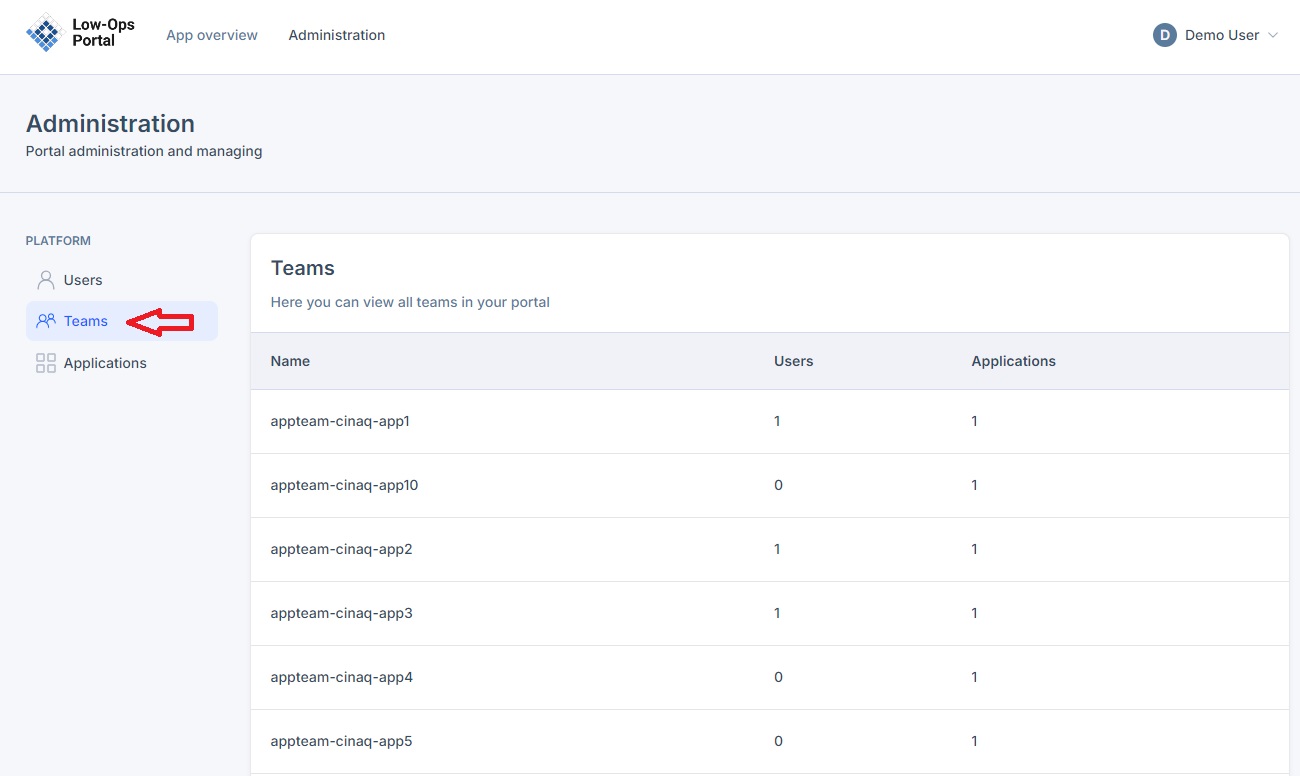 Low-Ops
Portal
App overview
Administration
D
Demo User
Administration
Portal administration and managing
PLATFORM
Users
Teams
Applications
Teams
Here you can view all teams in your portal
Name Users Applications
appteam-cinaq-app1 1 1
appteam-cinaq-app10 0 1
appteam-cinaq-app2 1 1
appteam-cinaq-app3 1 1
appteam-cinaq-app4 0 1
appteam-cinaq-app5 0 1